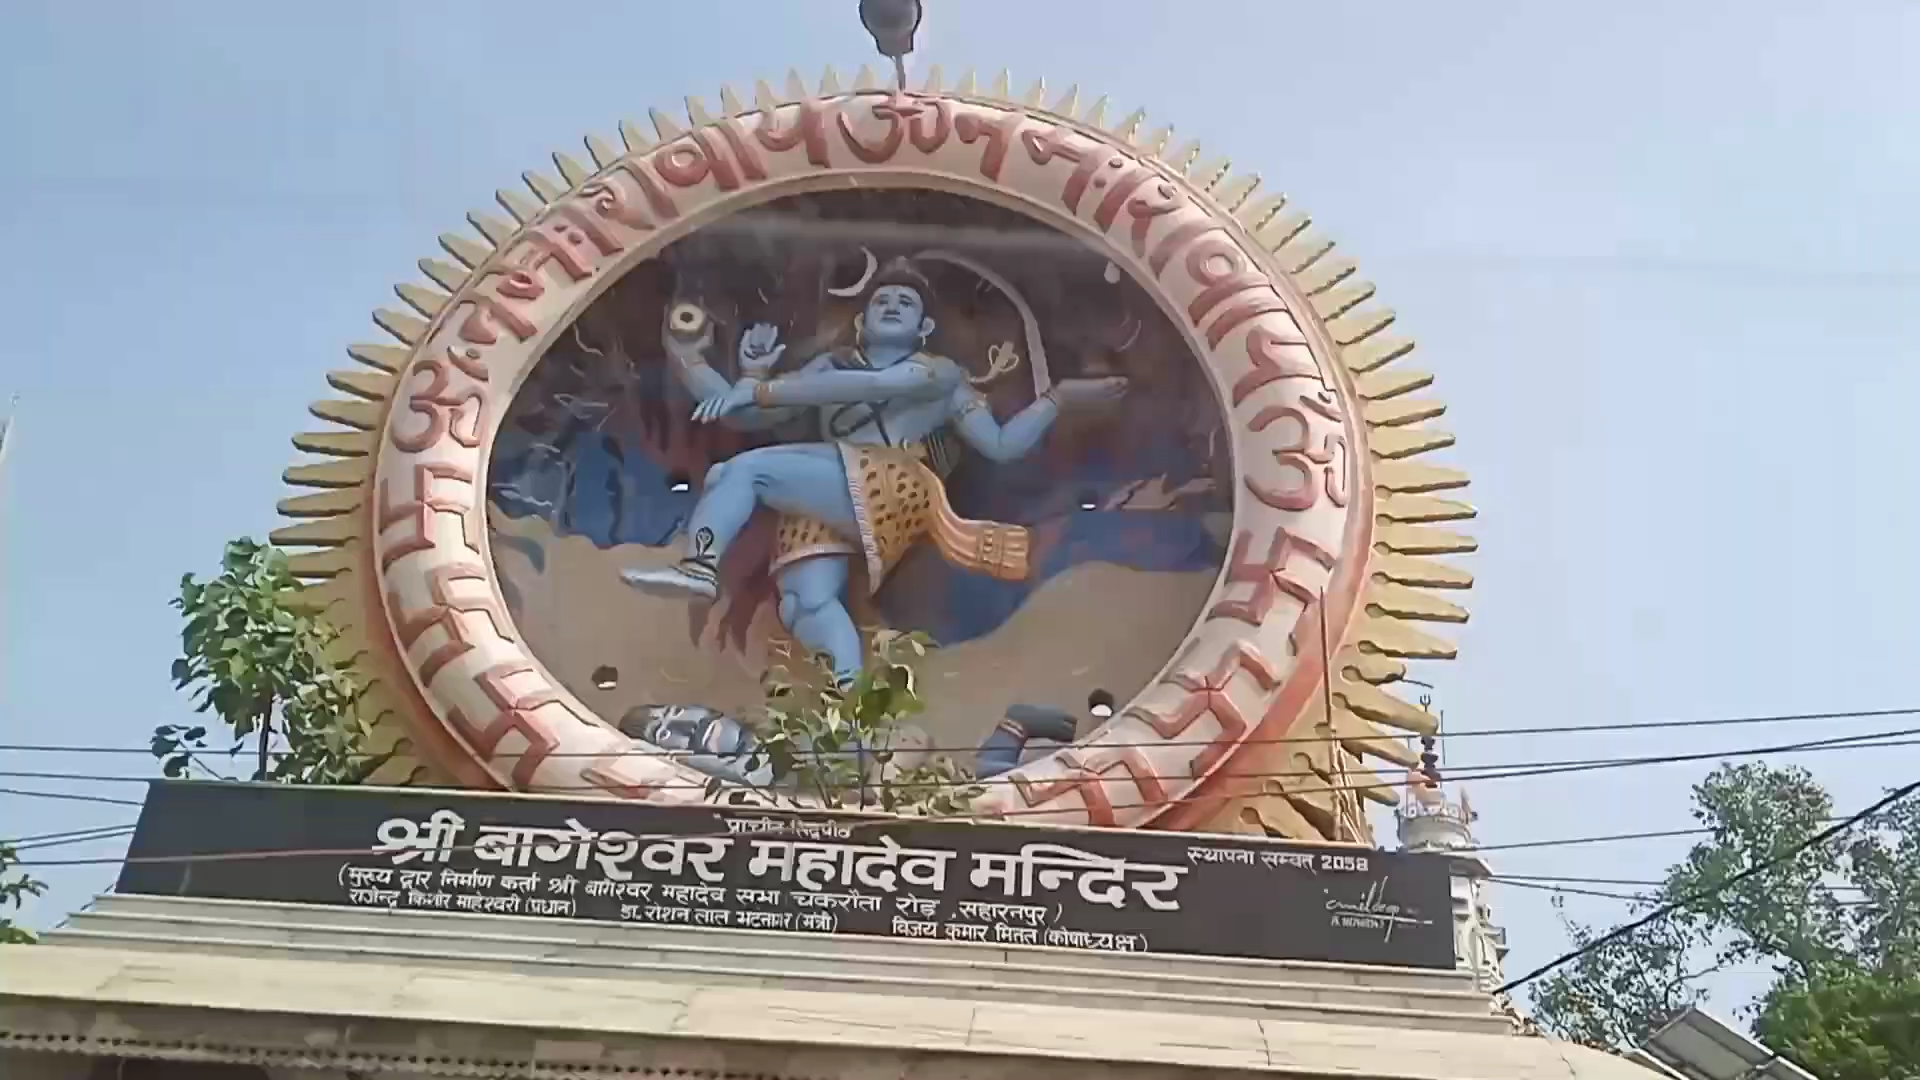 ॐ नमः शिवाय ॐ नमः शिवाय ॐ
प्राचीन सिद्धपीठ
श्री बागेश्वर महादेव मन्दिर
स्थापना सम्वत् 2058
(मुख्य द्वार निर्माण कर्ता श्री बागेश्वर महादेव सभा चकरौता रोड़ सहारनपुर)
राजेन्द्र किशोर माहेश्वरी (प्रधान) डा. रोशन लाल भटनागर (मंत्री) विजय कुमार मित्तल (कोषाध्यक्ष)